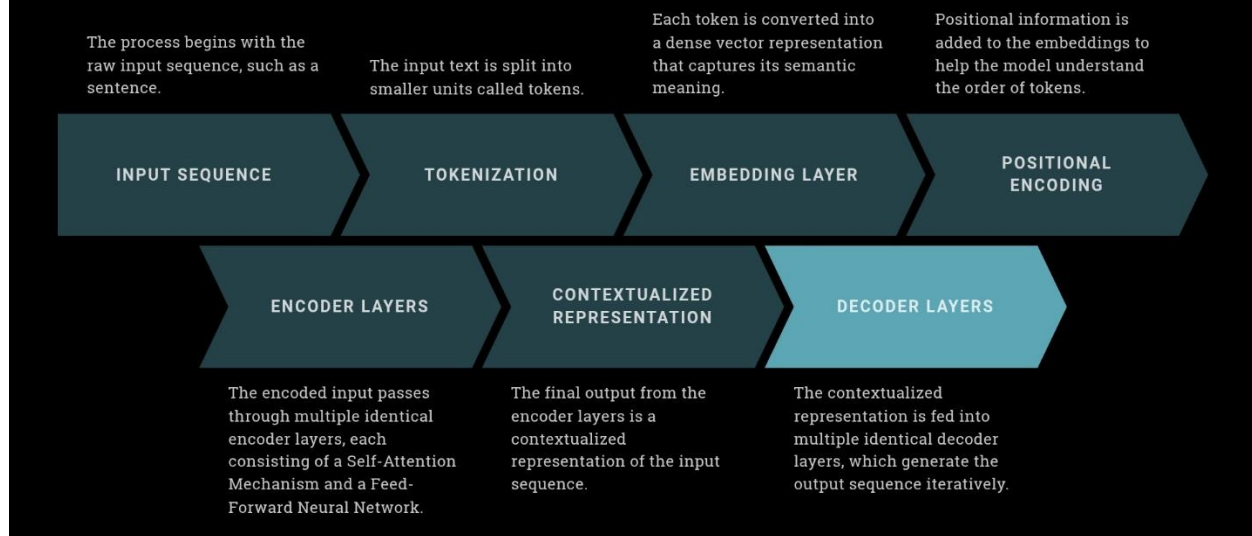 The process begins with the
raw input sequence, such as a
sentence.
The input text is split into
smaller units called tokens.
Each token is converted into
a dense vector representation
that captures its semantic
meaning.
Positional information is
added to the embeddings to
help the model understand
the order of tokens.
INPUT SEQUENCE
TOKENIZATION
EMBEDDING LAYER
POSITIONAL
ENCODING
ENCODER LAYERS
CONTEXTUALIZED
REPRESENTATION
DECODER LAYERS
The encoded input passes
through multiple identical
encoder layers, each
consisting of a Self-Attention
Mechanism and a Feed-
Forward Neural Network.
The final output from the
encoder layers is a
contextualized
representation of the input
sequence.
The contextualized
representation is fed into
multiple identical decoder
layers, which generate the
output sequence iteratively.